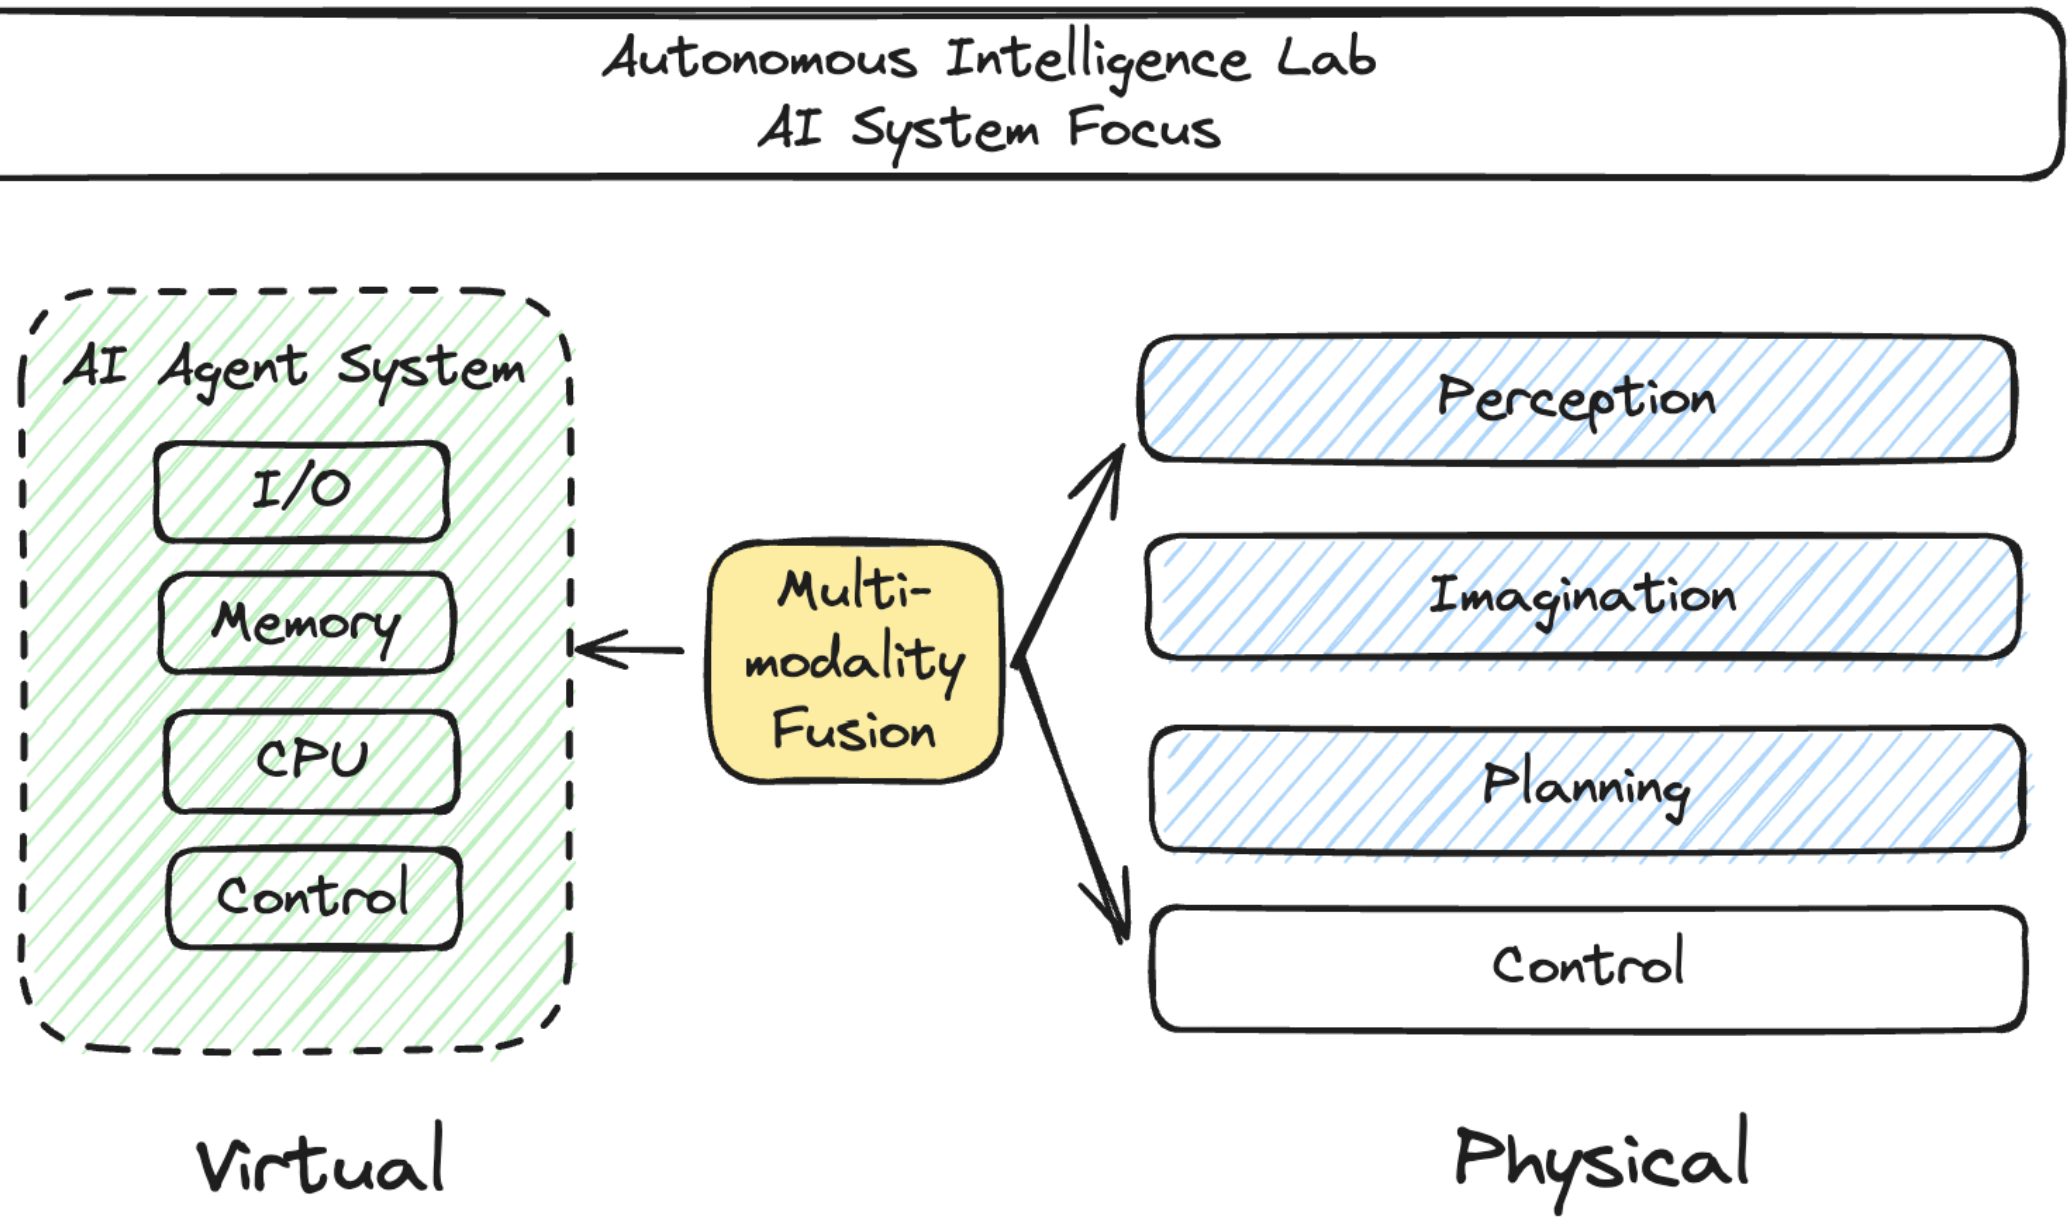 Autonomous Intelligence Lab
AI System Focus
AI Agent System
I/O
Memory
CPU
Control
Multi-
modality
Fusion
Perception
Imagination
Planning
Control
Virtual
Physical